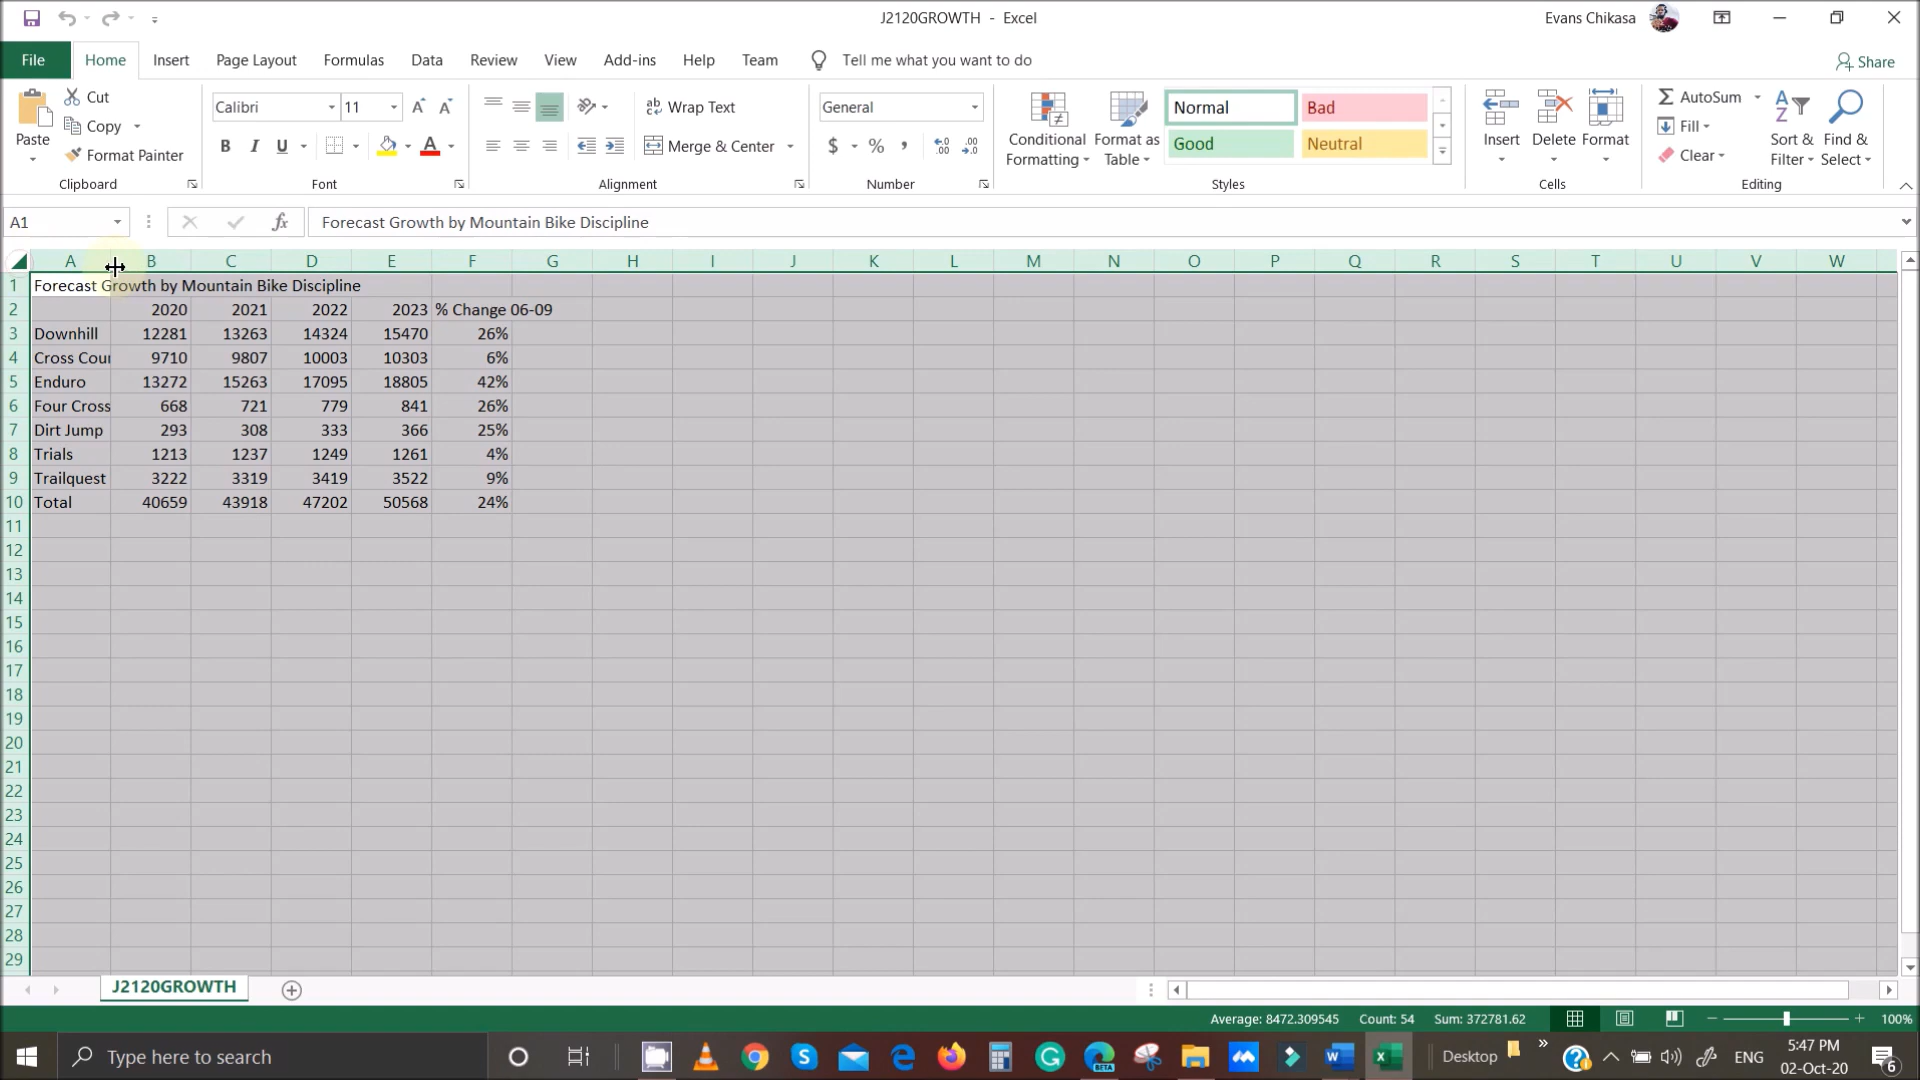 J2120GROWTH - Excel
Evans Chikasa
File Home Insert Page Layout Formulas Data Review View Add-ins Help Team Tell me what you want to do
Share
Paste
Cut
Copy
Format Painter
Clipboard
Calibri 11
B I U A
Font
Wrap Text
Merge & Center
Alignment
General
$ %
Number
Conditional Formatting
Format as Table
Normal Bad
Good Neutral
Styles
Insert Delete Format
Cells
AutoSum
Fill
Clear
Sort & Filter
Find & Select
Editing
A1 fx Forecast Growth by Mountain Bike Discipline
A B C D E F G H I J K L M N O P Q R S T U V W
1 Forecast Growth by Mountain Bike Discipline
2 2020 2021 2022 2023 % Change 06-09
3 Downhill 12281 13263 14324 15470 26%
4 Cross Cour 9710 9807 10003 10303 6%
5 Enduro 13272 15263 17095 18805 42%
6 Four Cross 668 721 779 841 26%
7 Dirt Jump 293 308 333 366 25%
8 Trials 1213 1237 1249 1261 4%
9 Trailquest 3222 3319 3419 3522 9%
10 Total 40659 43918 47202 50568 24%
11
12
13
14
15
16
17
18
19
20
21
22
23
24
25
26
27
28
29
J2120GROWTH
Average: 8472.309545 Count: 54 Sum: 372781.62 100%
Type here to search
BETA
Desktop
ENG
5:47 PM
02-Oct-20
6